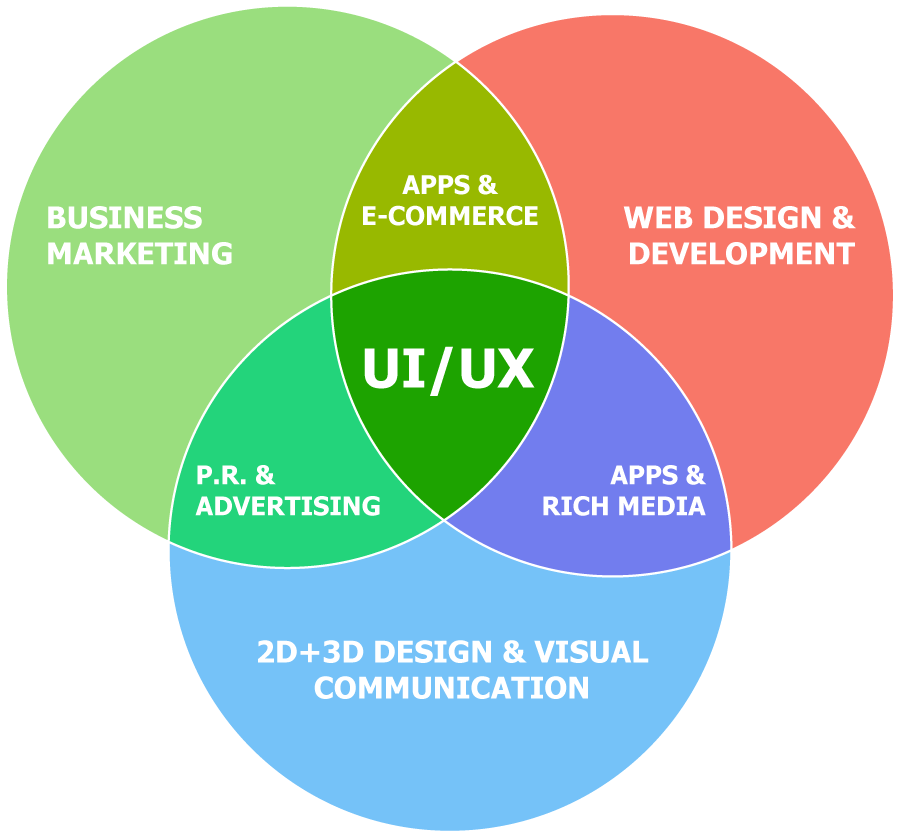 APPS &
E-COMMERCE
BUSINESS
MARKETING
WEB DESIGN &
DEVELOPMENT
UI/UX
P.R. &
ADVERTISING
APPS &
RICH MEDIA
2D+3D DESIGN & VISUAL
COMMUNICATION